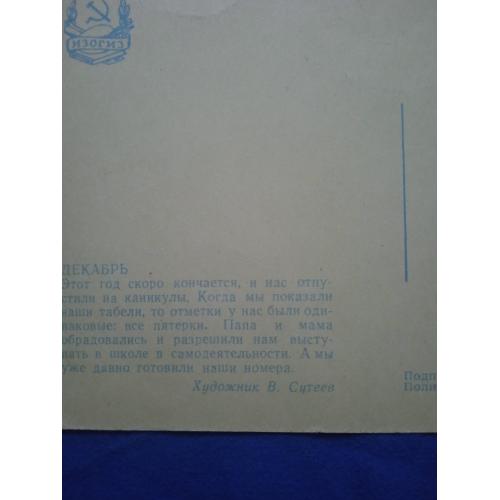 ИЗОГИЗ
ДЕКАБРЬ
Этот год скоро кончается, и нас отпу-
стили на каникулы. Когда мы показали
наши табели, то отметки у нас были оди-
наковые: все пятерки. Папа и мама
обрадовались и разрешили нам высту-
пать в школе в самодеятельности. А мы
уже давно готовили наши номера.
Художник В. Сутеев
Подп
Поли